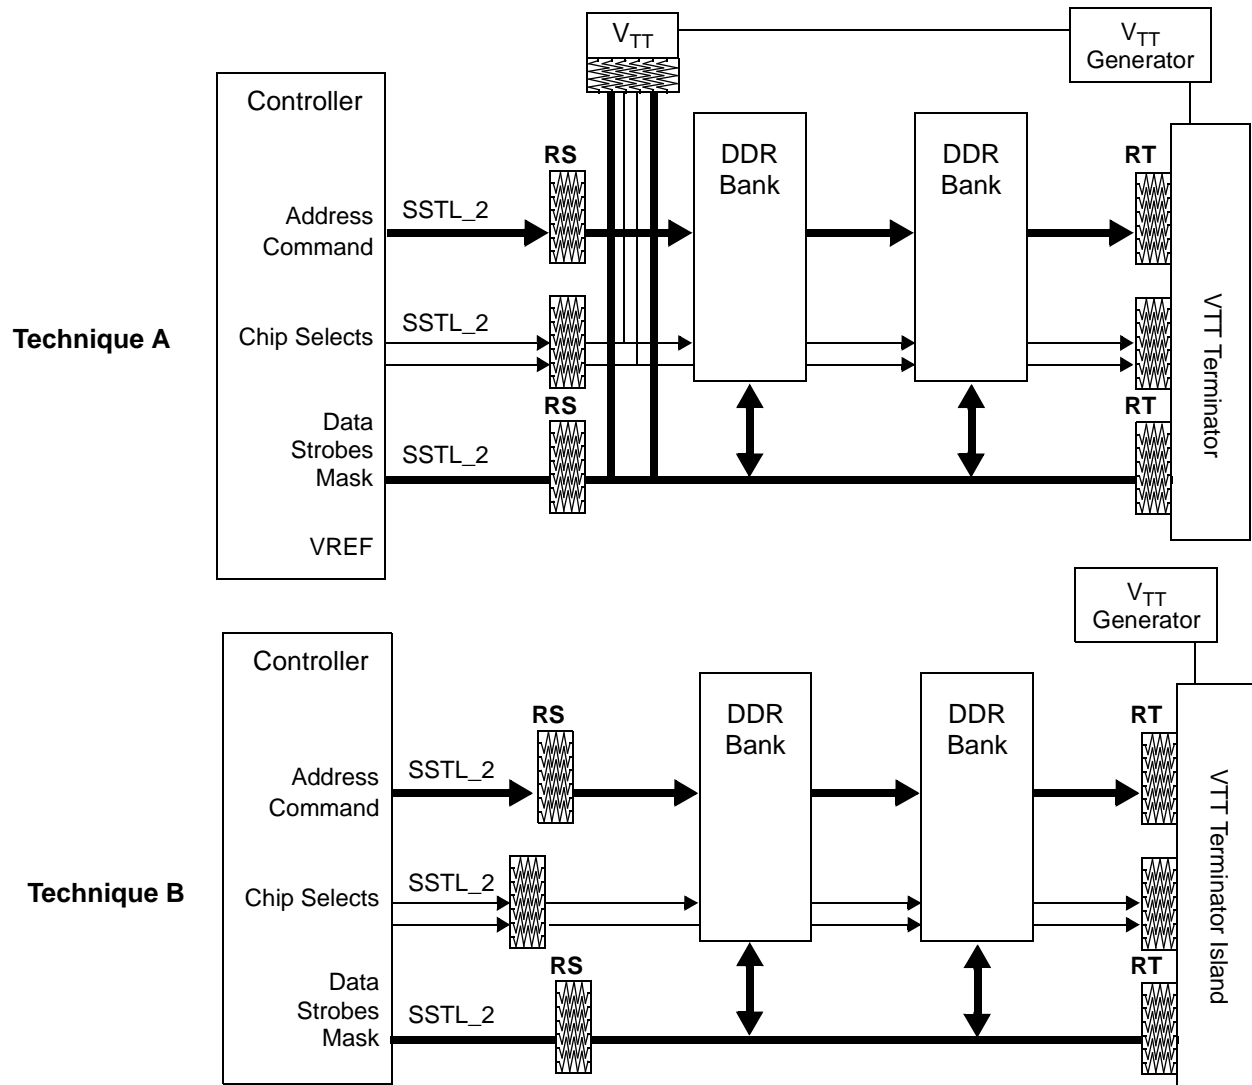 VTT
VTT
Generator
Controller
RS
DDR
Bank
DDR
Bank
RT
Address
Command
SSTL_2
Technique A
Chip Selects
SSTL_2
VTT Terminator
RS
RT
Data
Strobes
Mask
SSTL_2
VREF
VTT
Generator
Controller
RS
DDR
Bank
DDR
Bank
RT
Address
Command
SSTL_2
Technique B
Chip Selects
SSTL_2
VTT Terminator Island
RS
RT
Data
Strobes
Mask
SSTL_2